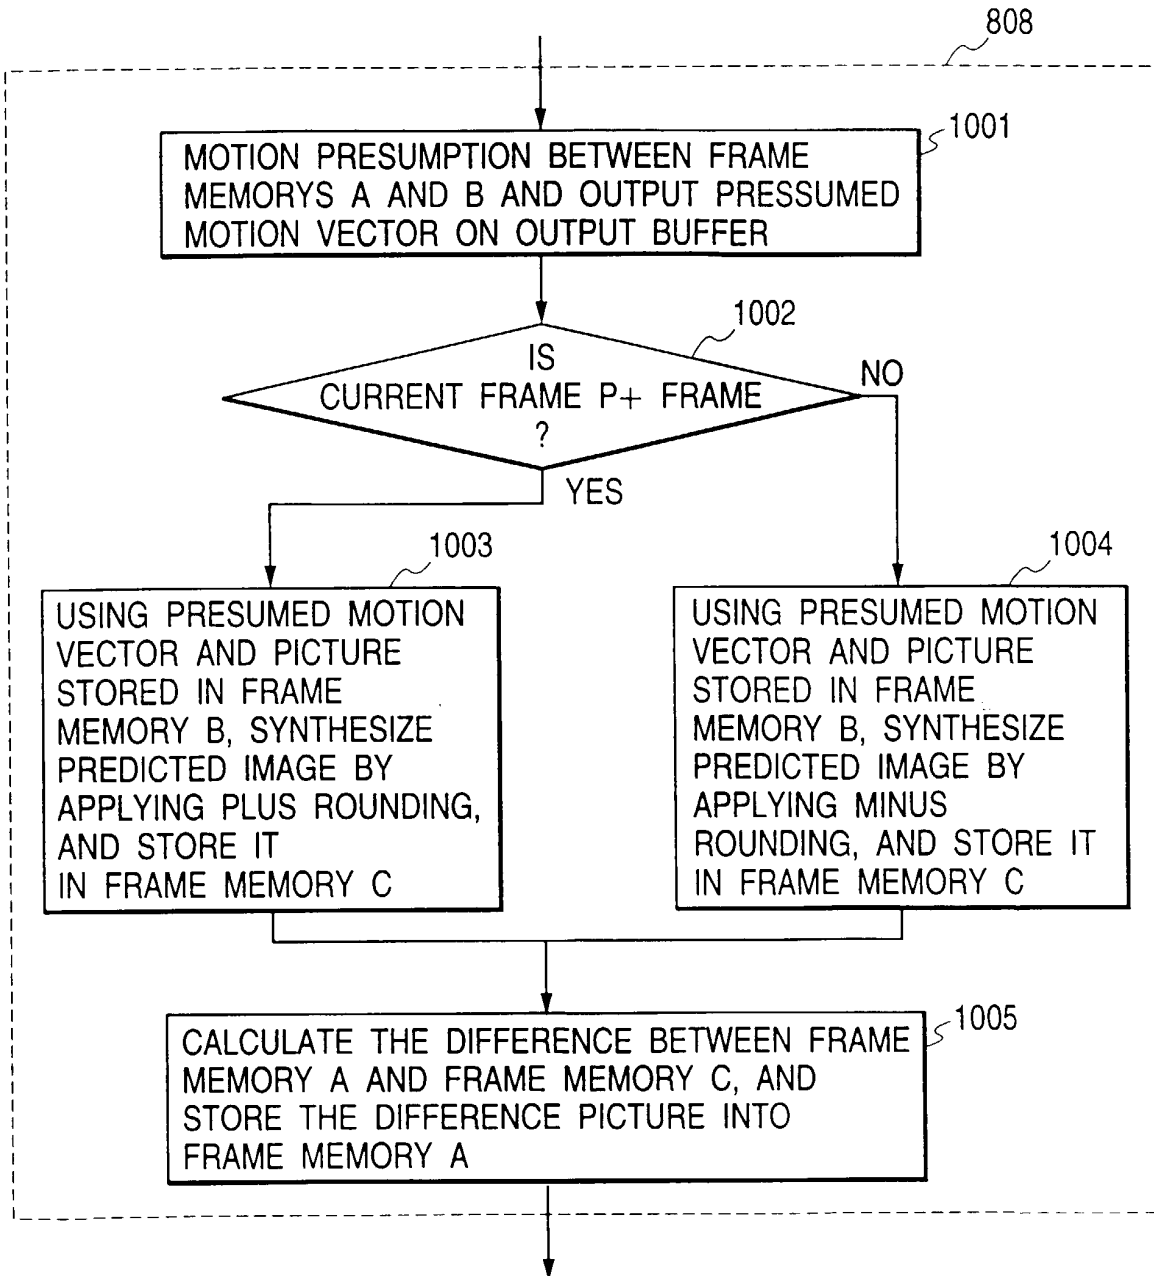 808
1001
MOTION PRESUMPTION BETWEEN FRAME
MEMORYS A AND B AND OUTPUT PRESSUMED
MOTION VECTOR ON OUTPUT BUFFER
1002
IS
CURRENT FRAME P+ FRAME
?
NO
YES
1003
USING PRESUMED MOTION
VECTOR AND PICTURE
STORED IN FRAME
MEMORY B, SYNTHESIZE
PREDICTED IMAGE BY
APPLYING PLUS ROUNDING,
AND STORE IT
IN FRAME MEMORY C
1004
USING PRESUMED MOTION
VECTOR AND PICTURE
STORED IN FRAME
MEMORY B, SYNTHESIZE
PREDICTED IMAGE BY
APPLYING MINUS
ROUNDING, AND STORE IT
IN FRAME MEMORY C
1005
CALCULATE THE DIFFERENCE BETWEEN FRAME
MEMORY A AND FRAME MEMORY C, AND
STORE THE DIFFERENCE PICTURE INTO
FRAME MEMORY A